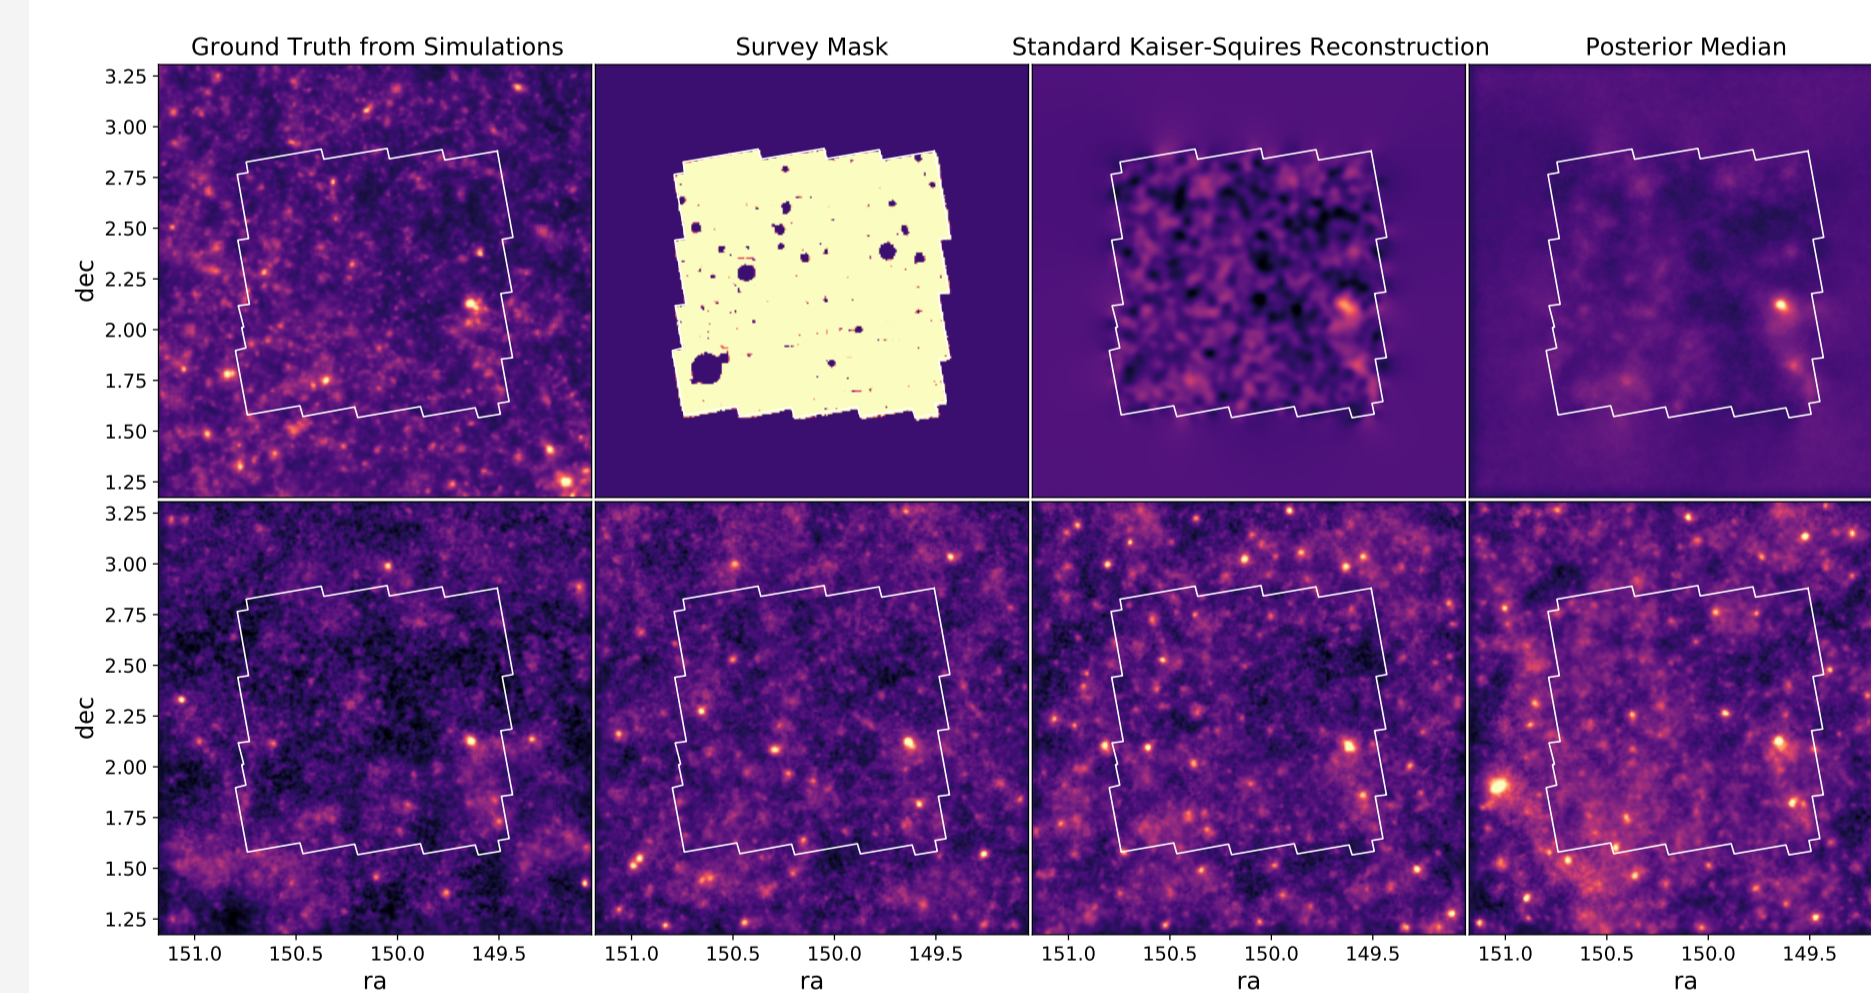 Ground Truth from Simulations
Survey Mask
Standard Kaiser-Squires Reconstruction
Posterior Median
3.25
3.00
2.75
2.50
2.25
2.00
1.75
1.50
1.25
dec
3.25
3.00
2.75
2.50
2.25
2.00
1.75
1.50
1.25
dec
151.0 150.5 150.0 149.5
151.0 150.5 150.0 149.5
151.0 150.5 150.0 149.5
151.0 150.5 150.0 149.5
ra
ra
ra
ra